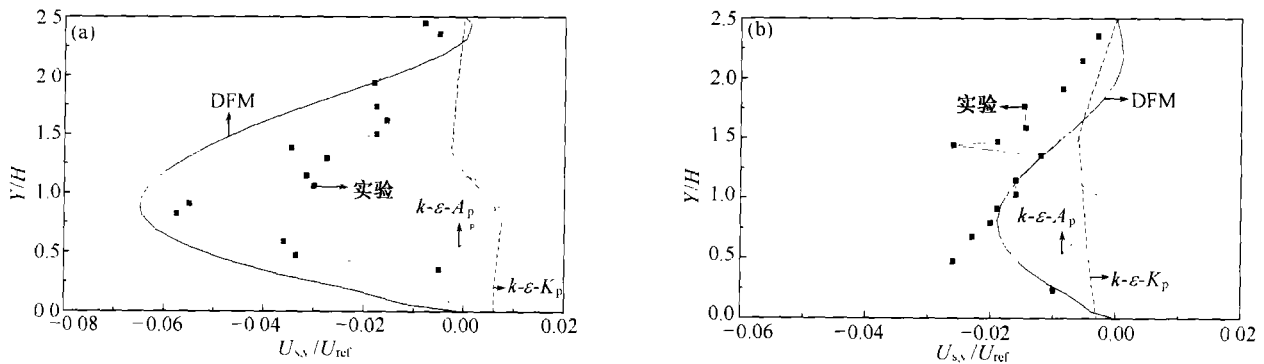 (a)
2.5
2.0
1.5
1.0
0.5
0.0
Y/H
DFM
实验
k-ε-A_p
k-ε-K_p
−0.08
−0.06
−0.04
−0.02
0.00
0.02
U_{s,y}/U_ref
(b)
2.5
2.0
1.5
1.0
0.5
0.0
Y/H
实验
DFM
k-ε-A_p
k-ε-K_p
−0.06
−0.04
−0.02
0.00
0 02
U_{s,y}/U_ref